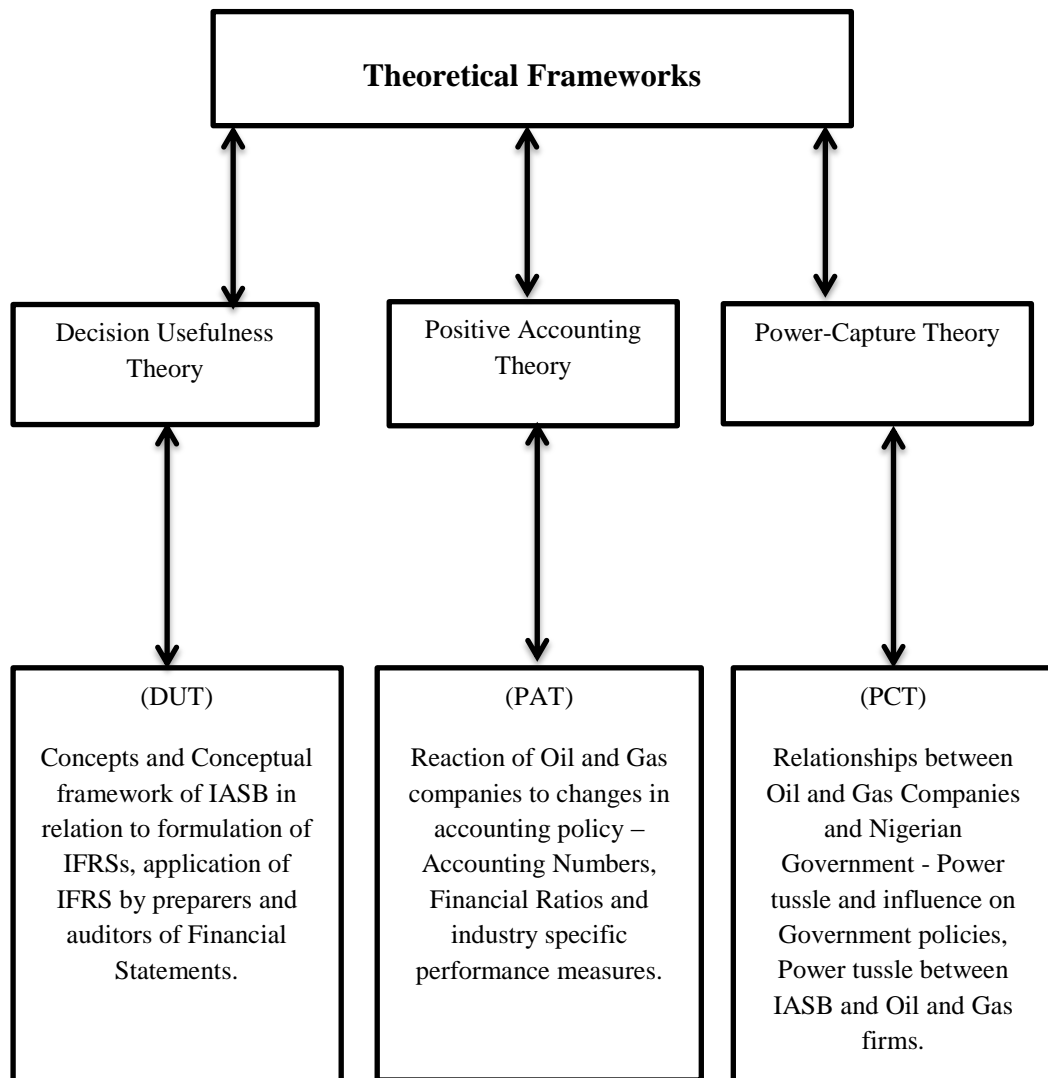 Theoretical Frameworks
Decision Usefulness
Theory
Positive Accounting
Theory
Power-Capture Theory
(DUT)
Concepts and Conceptual
framework of IASB in
relation to formulation of
IFRSs, application of
IFRS by preparers and
auditors of Financial
Statements.
(PAT)
Reaction of Oil and Gas
companies to changes in
accounting policy –
Accounting Numbers,
Financial Ratios and
industry specific
performance measures.
(PCT)
Relationships between
Oil and Gas Companies
and Nigerian
Government - Power
tussle and influence on
Government policies,
Power tussle between
IASB and Oil and Gas
firms.